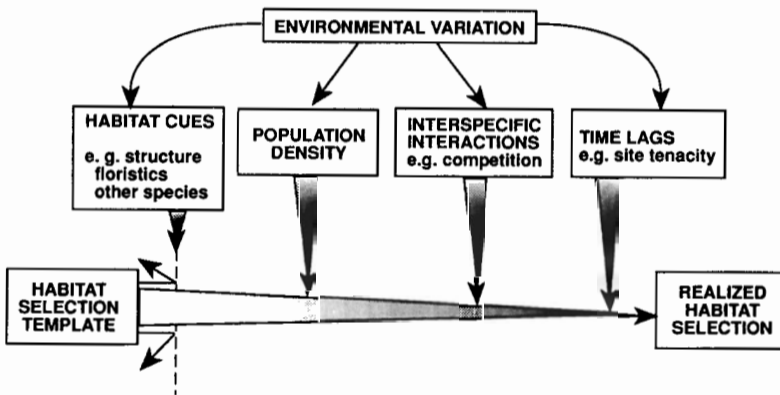 ENVIRONMENTAL VARIATION
HABITAT CUES
e. g. structure
floristics
other species
POPULATION
DENSITY
INTERSPECIFIC
INTERACTIONS
e.g. competition
TIME LAGS
e.g. site tenacity
HABITAT
SELECTION
TEMPLATE
REALIZED
HABITAT
SELECTION